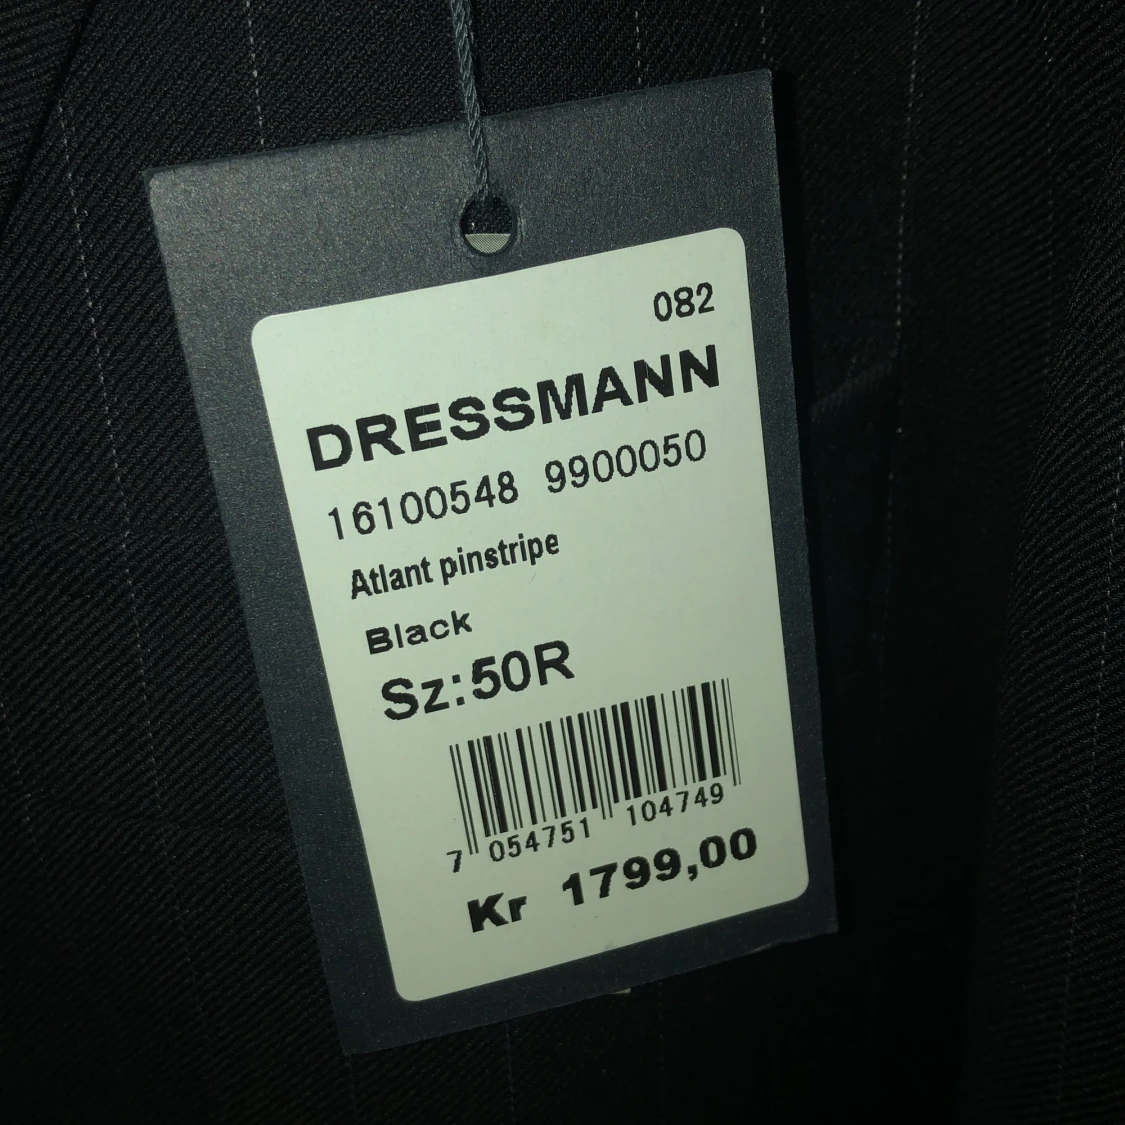 082
DRESSMANN
16100548 9900050
Atlant pinstripe
Black
Sz:50R
7 054751 104749
Kr 1799,00